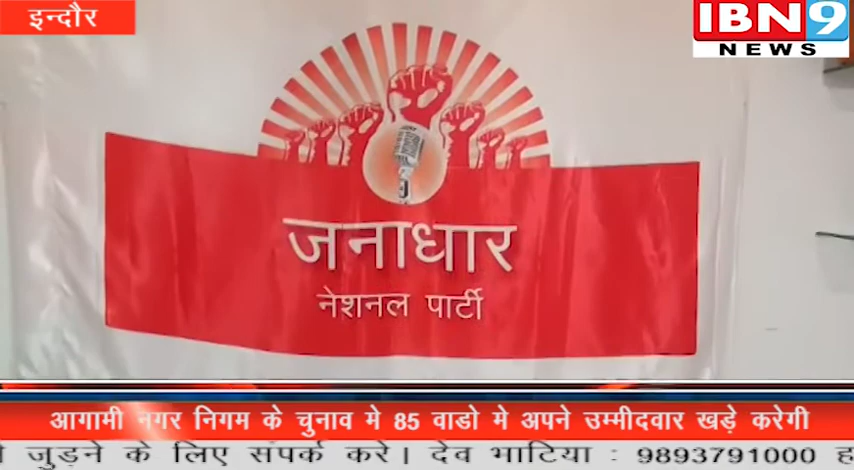 इन्दौर
IBN9
NEWS
जनाधार
नेशनल पार्टी
आगामी नगर निगम के चुनाव मे 85 वाडो मे अपने उम्मीदवार खड़े करेगी
जुड़ने के लिए संपर्क करे। देव भाटिया : 9893791000